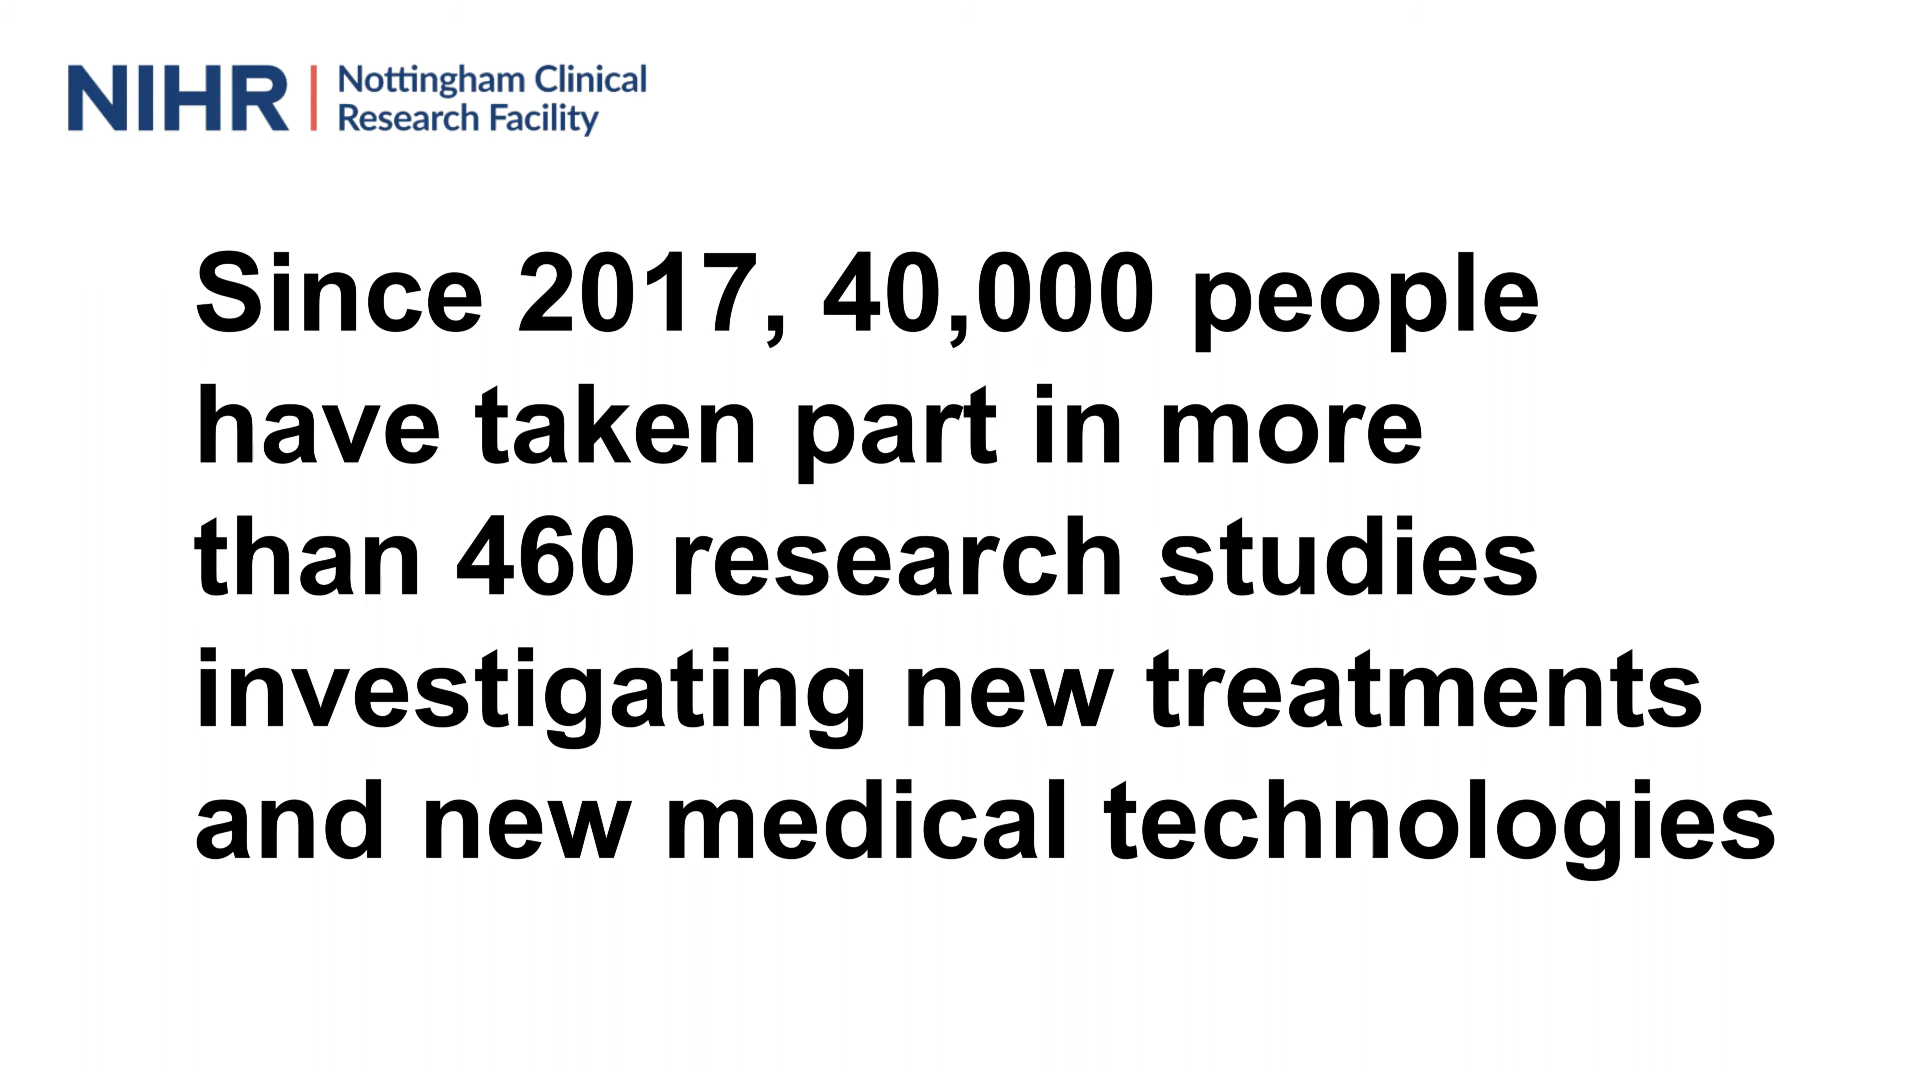 NIHR | Nottingham Clinical
Research Facility
Since 2017, 40,000 people
have taken part in more
than 460 research studies
investigating new treatments
and new medical technologies